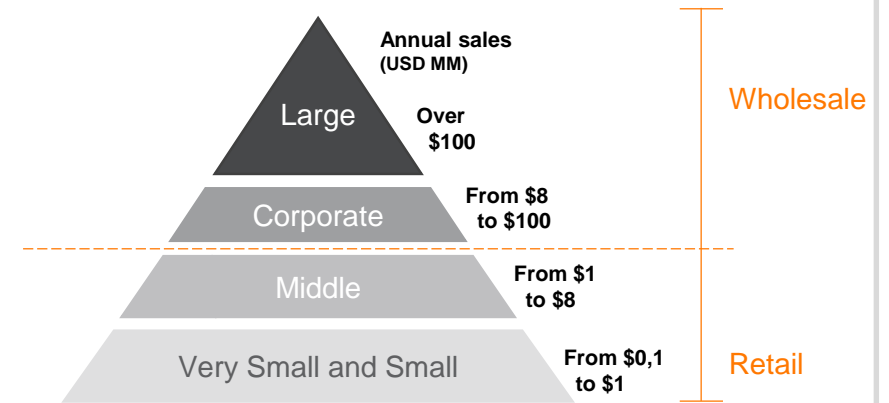 Annual sales
(USD MM)
Wholesale
Large
Over
$100
Corporate
From $8
to $100
Middle
From $1
to $8
Very Small and Small
From $0,1
to $1
Retail